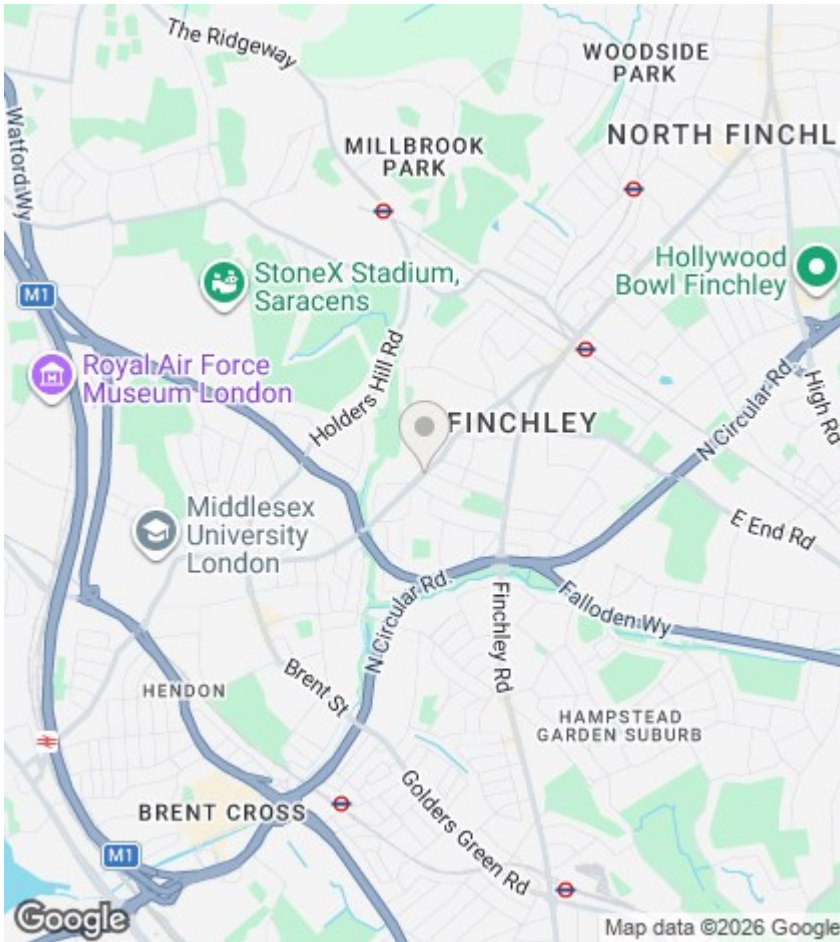 The Ridgeway
WOODSIDE
PARK
Watford Wy
MILLBROOK
PARK
NORTH FINCHL
StoneX Stadium,
Saracens
Hollywood
Bowl Finchley
M1
Royal Air Force
Museum London
Holders Hill Rd
N Circular Rd
High Rd
FINCHLEY
Middlesex
University
London
E End Rd
N Circular Rd.
Falloden Wy
Finchley Rd
Brent St
HENDON
HAMPSTEAD
GARDEN SUBURB
BRENT CROSS
Golders Green Rd
M1
Google
Map data ©2026 Google